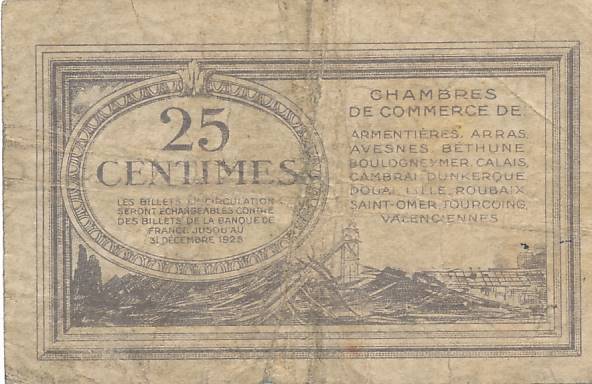 25
CENTIMES
LES BILLETS EN CIRCULATION
SERONT ÉCHANGEABLES CONTRE
DES BILLETS DE LA BANQUE DE
FRANCE JUSQU'AU
31 DÉCEMBRE 1925
CHAMBRES
DE COMMERCE DE
ARMENTIÈRES, ARRAS,
AVESNES, BÉTHUNE
BOULOGNE S/MER, CALAIS,
CAMBRAI, DUNKERQUE
DOUAI, LILLE, ROUBAIX
SAINT-OMER, TOURCOING,
VALENCIENNES